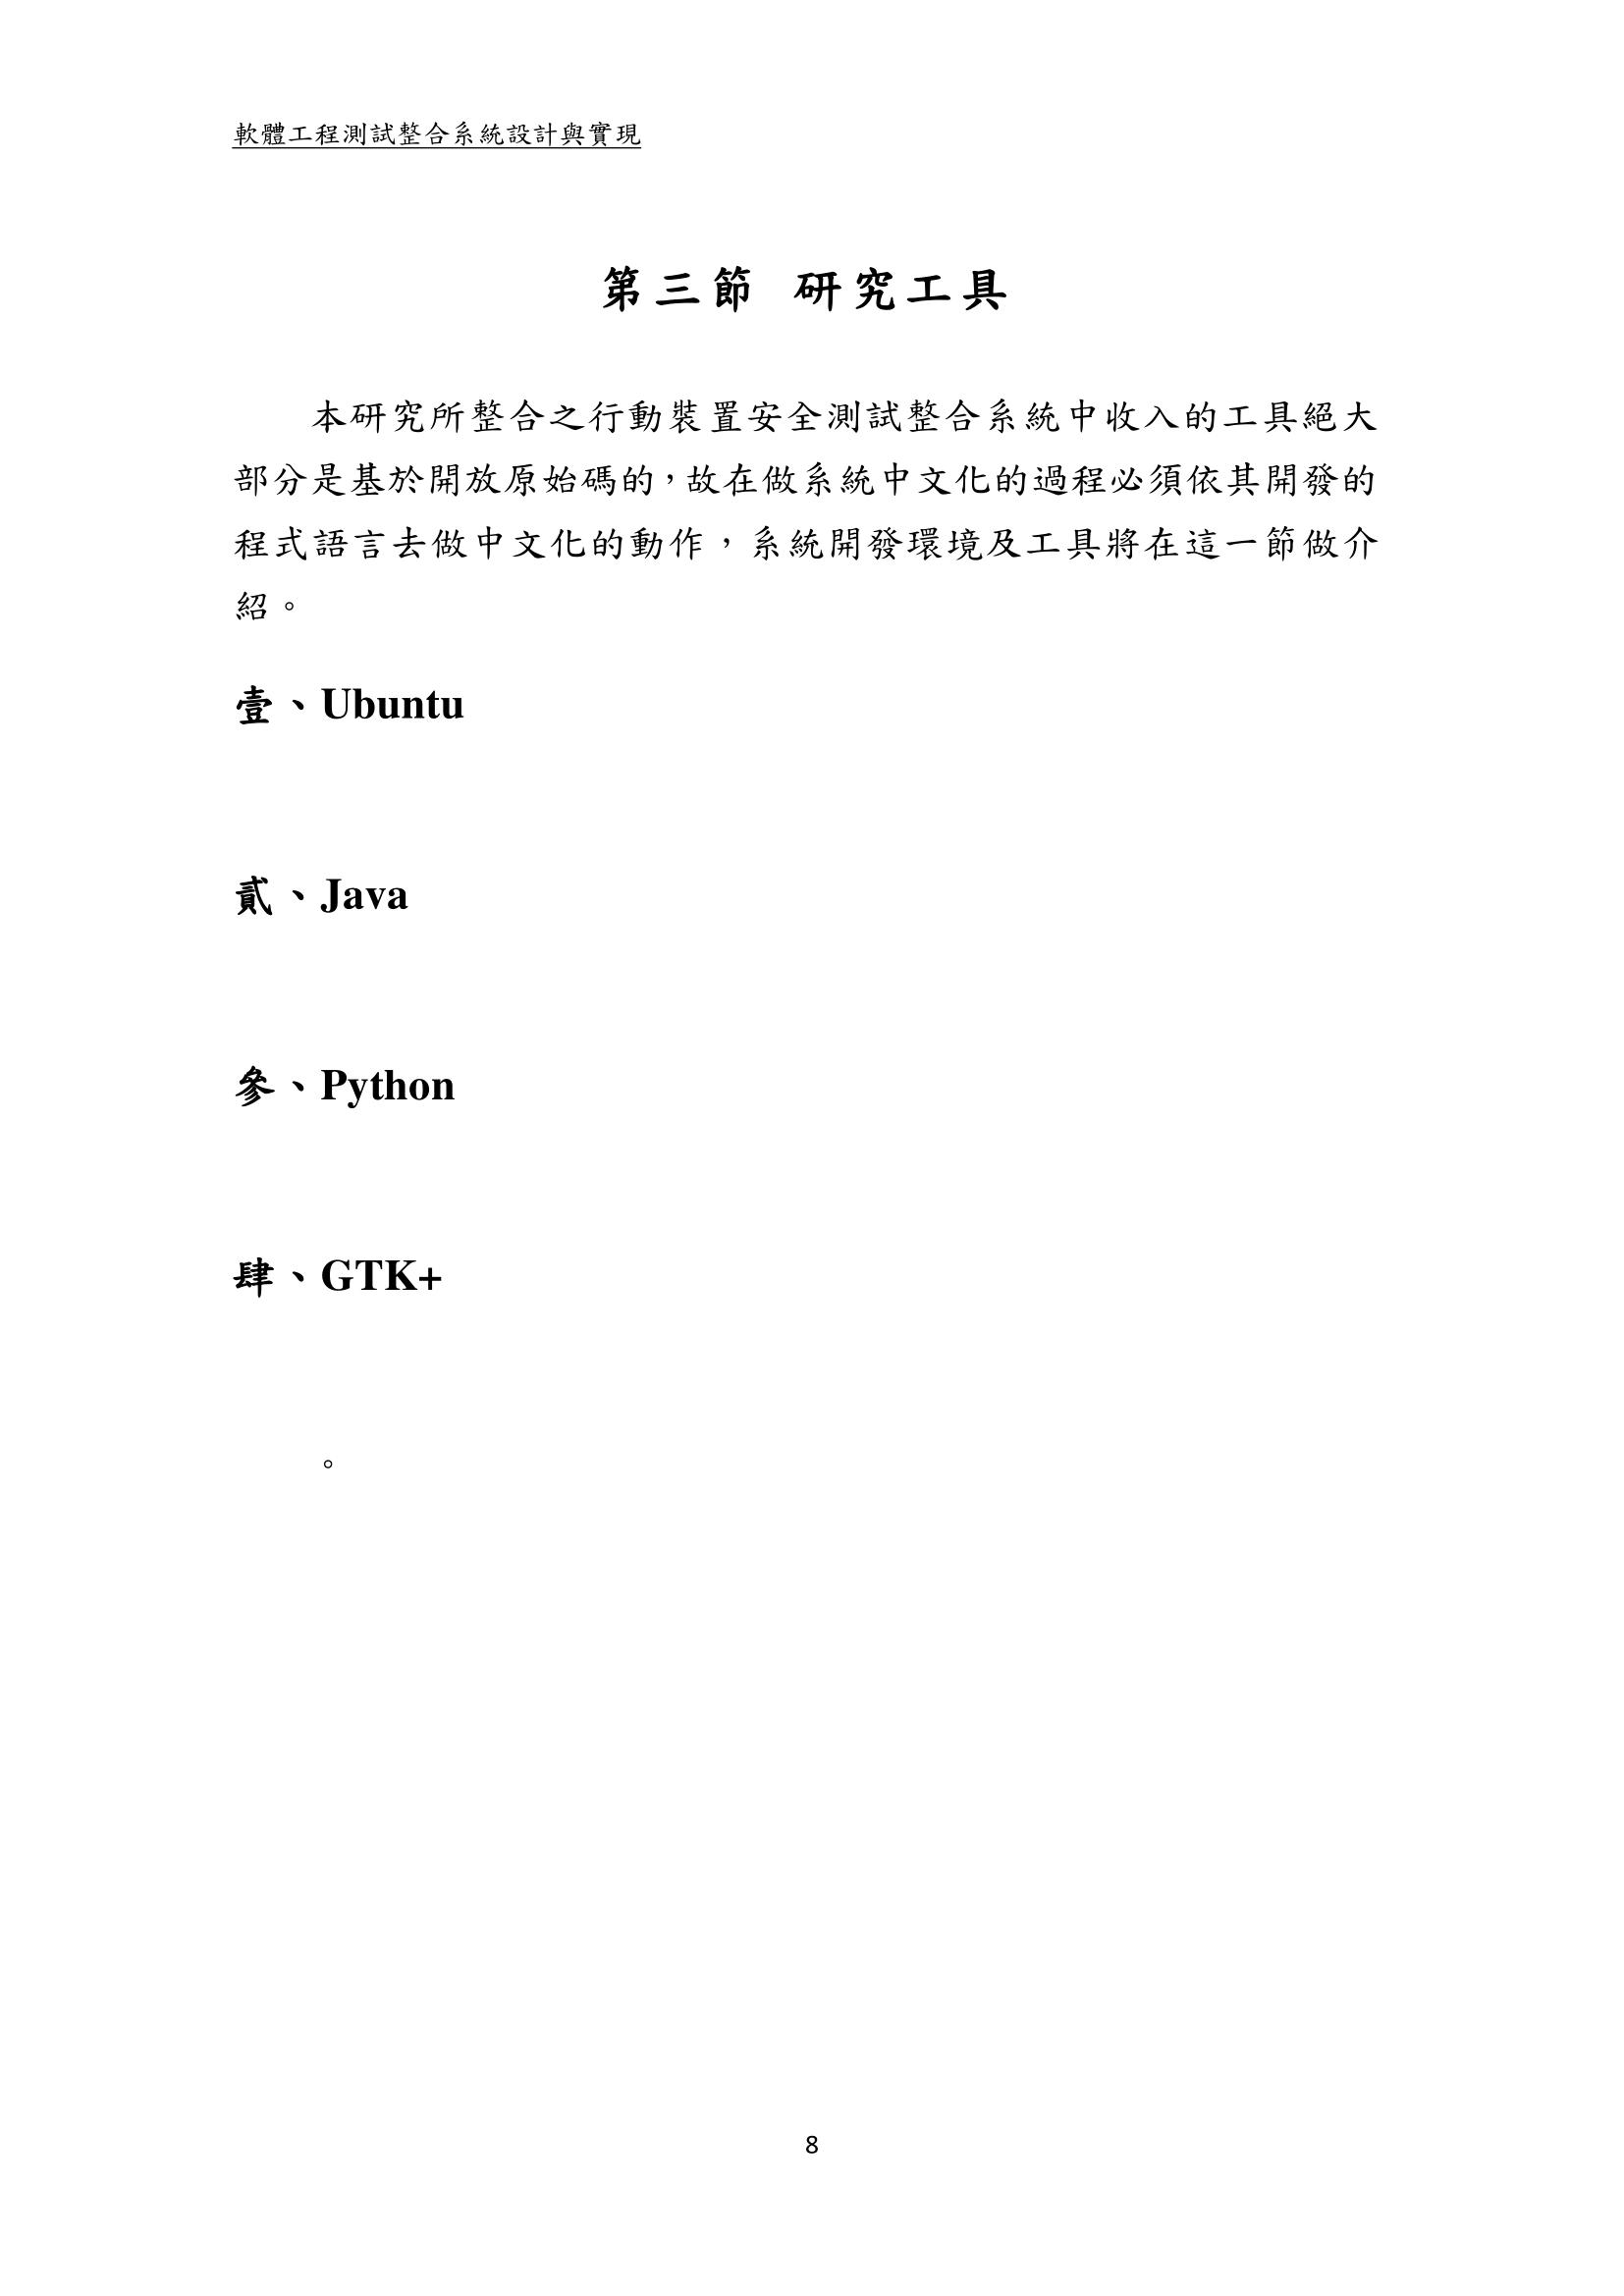 軟體工程測試整合系統設計與實現
第三節 研究工具
本研究所整合之行動裝置安全測試整合系統中收入的工具絕大
部分是基於開放原始碼的，故在做系統中文化的過程必須依其開發的
程式語言去做中文化的動作，系統開發環境及工具將在這一節做介
紹。
壹、Ubuntu
貳、Java
參、Python
肆、GTK+
。
8